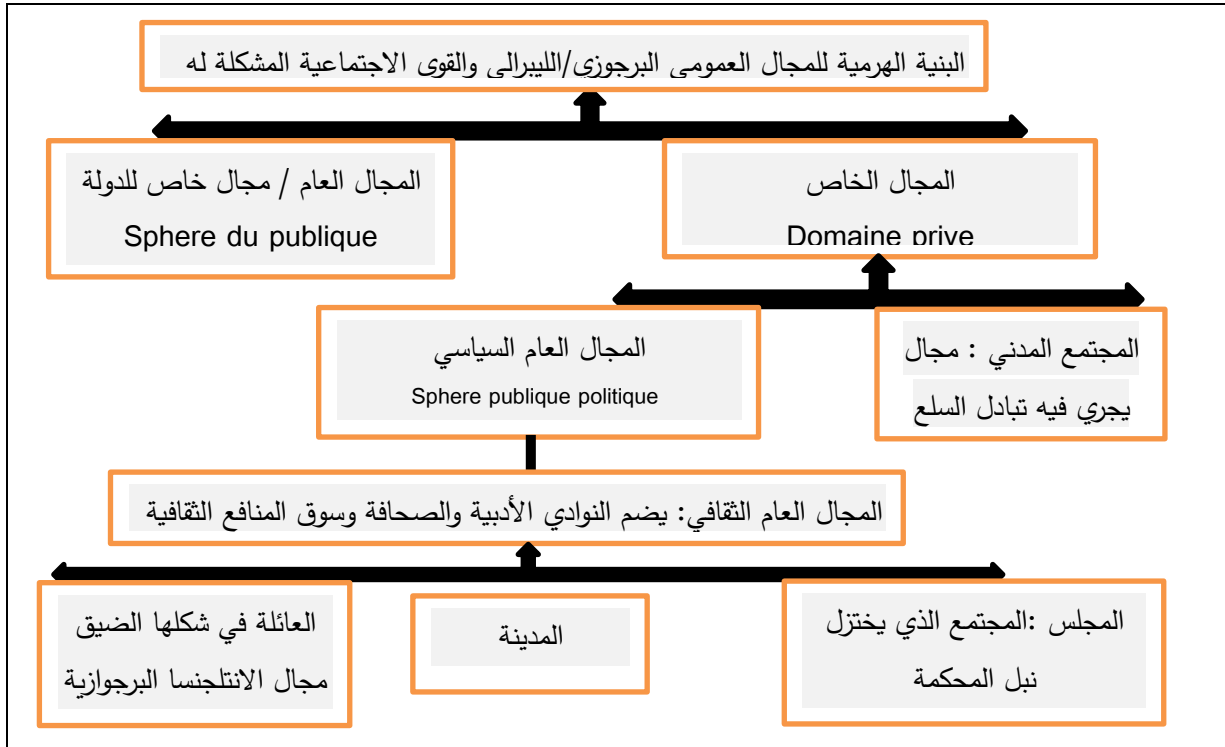 البنية الهرمية للمجال العمومي البرجوزي/الليبرالي والقوى الاجتماعية المشكلة له
المجال الخاص
Domaine prive
المجال العام / مجال خاص للدولة
Sphere du publique
المجتمع المدني : مجال
يجري فيه تبادل السلع
المجال العام السياسي
Sphere publique politique
المجال العام الثقافي: يضم النوادي الأدبية والصحافة وسوق المنافع الثقافية
المجلس :المجتمع الذي يختزل
نبل المحكمة
المدينة
العائلة في شكلها الضيق
مجال الانتلجنسا البرجوازية